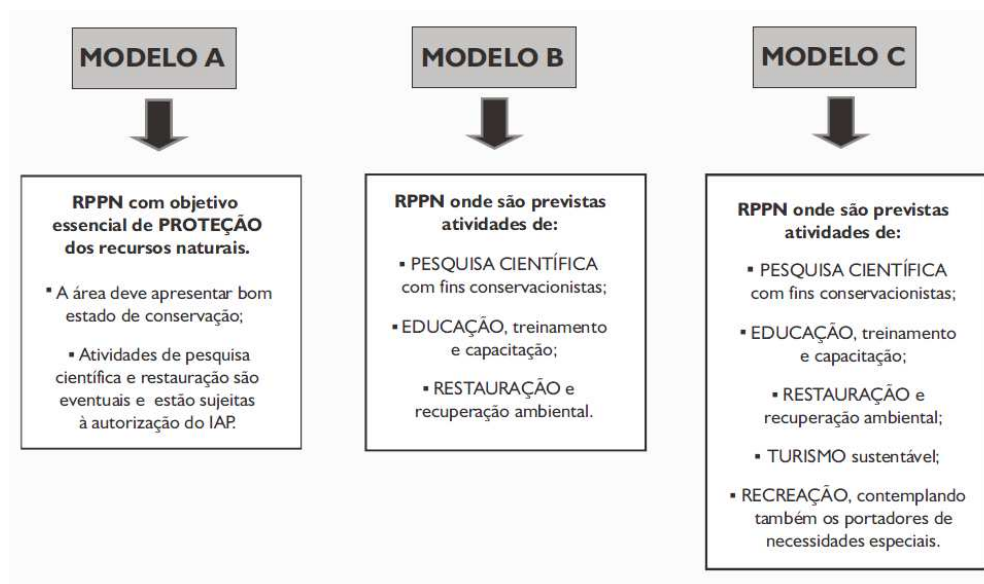 MODELO A
RPPN com objetivo
essencial de PROTEÇÃO
dos recursos naturais.
▪ A área deve apresentar bom
estado de conservação;
▪ Atividades de pesquisa
científica e restauração são
eventuais e estão sujeitas
à autorização do IAP.
MODELO B
RPPN onde são previstas
atividades de:
▪ PESQUISA CIENTÍFICA
com fins conservacionistas;
▪ EDUCAÇÃO, treinamento
e capacitação;
▪ RESTAURAÇÃO e
recuperação ambiental.
MODELO C
RPPN onde são previstas
atividades de:
▪ PESQUISA CIENTÍFICA
com fins conservacionistas;
▪ EDUCAÇÃO, treinamento
e capacitação;
▪ RESTAURAÇÃO e
recuperação ambiental;
▪ TURISMO sustentável;
▪ RECREAÇÃO, contemplando
também os portadores de
necessidades especiais.